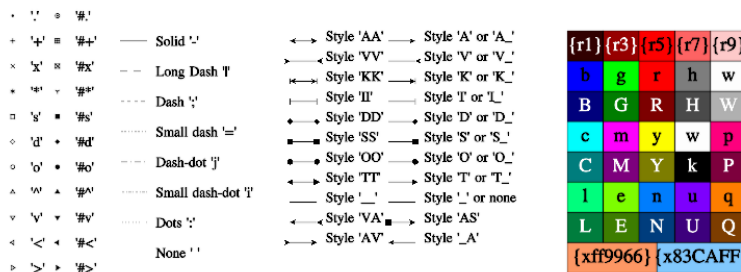 '.' '#.'
'+' '#+'
'x' '#x'
'*' '#*'
's' '#s'
'd' '#d'
'o' '#o'
'^' '#^'
'v' '#v'
'<' '#<'
'>' '#>'
Solid '-'
Long Dash '|'
Dash ';'
Small dash '='
Dash-dot 'j'
Small dash-dot 'i'
Dots ':'
None ' '
Style 'AA' Style 'A' or 'A_'
Style 'VV' Style 'V' or 'V_'
Style 'KK' Style 'K' or 'K_'
Style 'II' Style 'I' or 'I_'
Style 'DD' Style 'D' or 'D_'
Style 'SS' Style 'S' or 'S_'
Style 'OO' Style 'O' or 'O_'
Style 'TT' Style 'T' or 'T_'
Style '__' Style '_' or none
Style 'VA' Style 'AS'
Style 'AV' Style '_A'
{r1} {r3} {r5} {r7} {r9}
b g r h w
B G R H W
c m y w p
C M Y k P
l e n u q
L E N U Q
{xff9966} {x83CAFF}